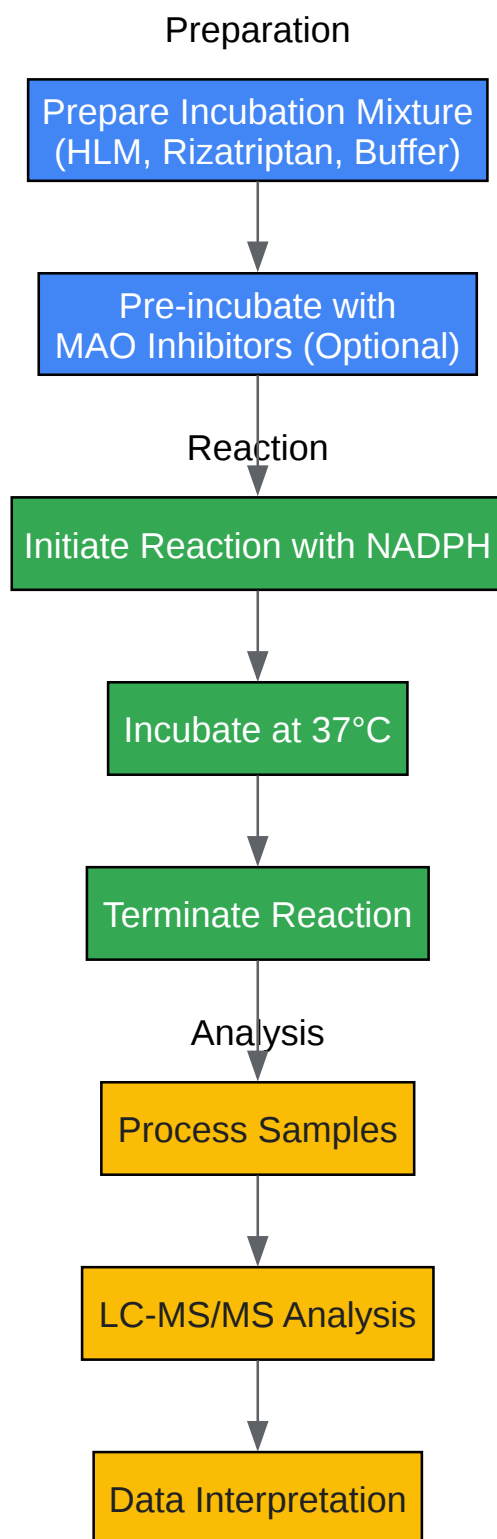 Preparation
Prepare Incubation Mixture
(HLM, Rizatriptan, Buffer)
Pre-incubate with
MAO Inhibitors (Optional)
Reaction
Initiate Reaction with NADPH
Incubate at 37°C
Terminate Reaction
Analysis
Process Samples
LC-MS/MS Analysis
Data Interpretation